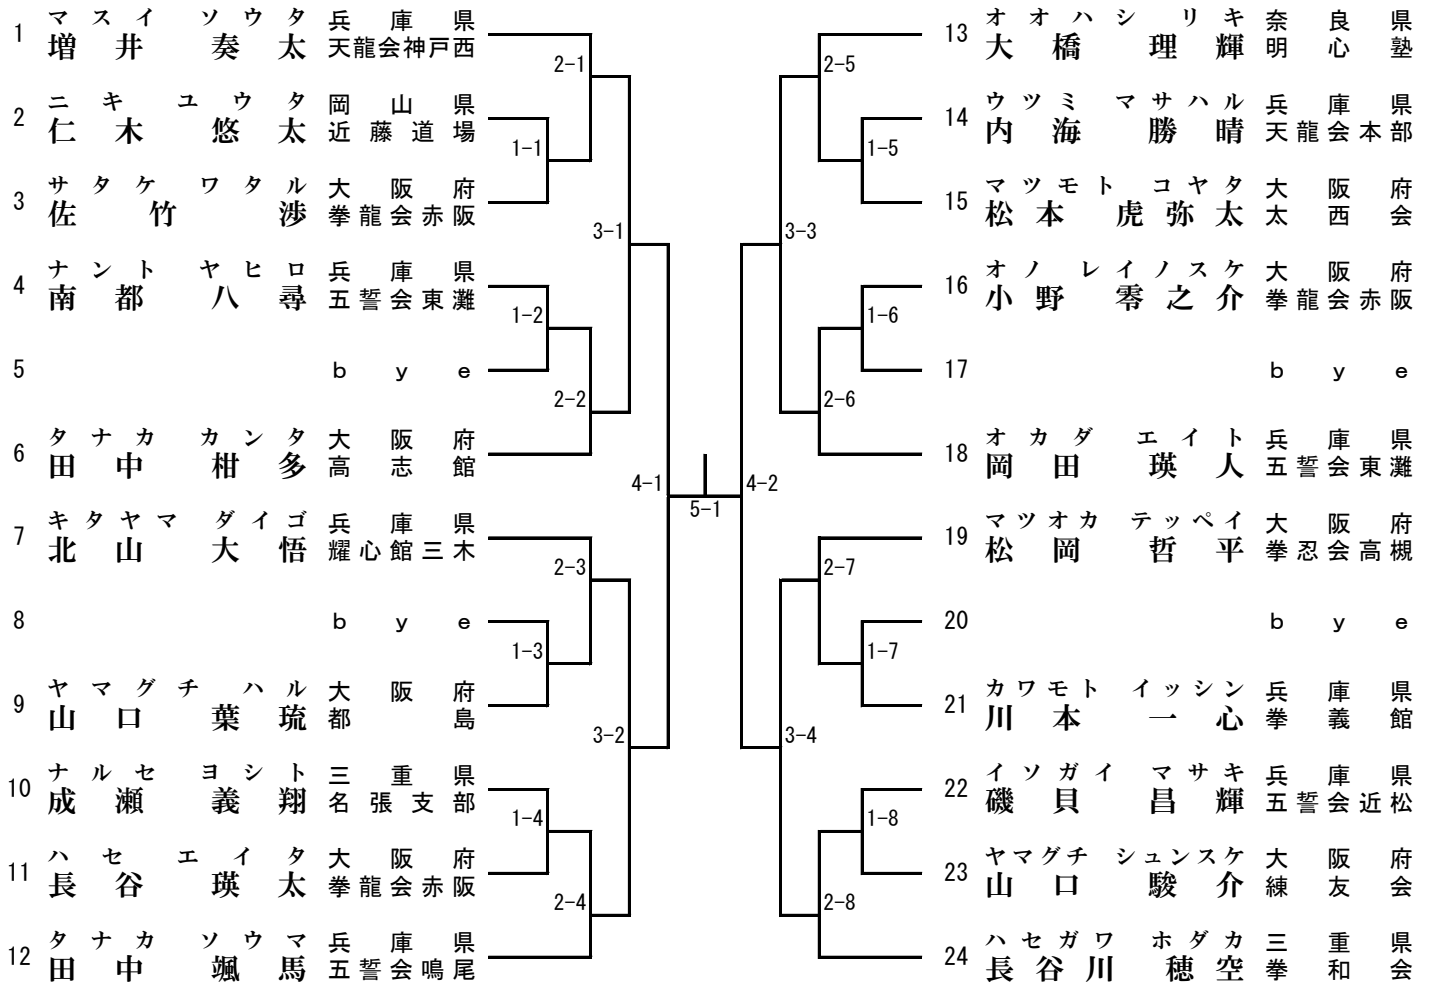 1 マスイ ソウタ 兵庫県
増井 奏太 天龍会神戸西
2 ニキ ユウタ 岡山県
仁木 悠太 近藤道場
3 サタケ ワタル 大阪府
佐竹 渉 拳龍会赤阪
4 ナント ヤヒロ 兵庫県
南都 八尋 五誓会東灘
5 bye
6 タナカ カンタ 大阪府
田中 柑多 高志館
7 キタヤマ ダイゴ 兵庫県
北山 大悟 耀心館三木
8 bye
9 ヤマグチ ハル 大阪府
山口 葉琉 都島
10 ナルセ ヨシト 三重県
成瀬 義翔 名張支部
11 ハセ エイタ 大阪府
長谷 瑛太 拳龍会赤阪
12 タナカ ソウマ 兵庫県
田中 颯馬 五誓会鳴尾
2-1
1-1
3-1
1-2
2-2
4-1
2-3
1-3
3-2
1-4
2-4
5-1
2-5
1-5
3-3
1-6
2-6
4-2
2-7
1-7
3-4
1-8
2-8
13 オオハシ リキ 奈良県
大橋 理輝 明心塾
14 ウツミ マサハル 兵庫県
内海 勝晴 天龍会本部
15 マツモト コヤタ 大阪府
松本 虎弥太 太西会
16 オノ レイノスケ 大阪府
小野 零之介 拳龍会赤阪
17 bye
18 オカダ エイト 兵庫県
岡田 瑛人 五誓会東灘
19 マツオカ テッペイ 大阪府
松岡 哲平 拳忍会高槻
20 bye
21 カワモト イッシン 兵庫県
川本 一心 拳義館
22 イソガイ マサキ 兵庫県
磯貝 昌輝 五誓会近松
23 ヤマグチ シュンスケ 大阪府
山口 駿介 練友会
24 ハセガワ ホダカ 三重県
長谷川 穂空 拳和会